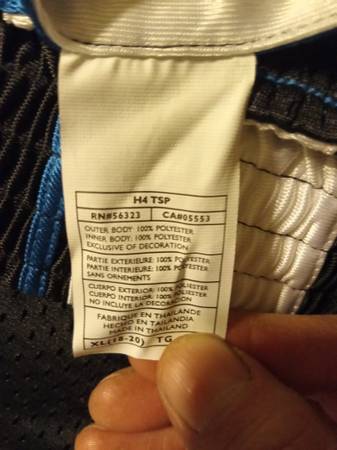 H4 TSP
RN#56323 CA#05553
OUTER BODY: 100% POLYESTER
INNER BODY: 100% POLYESTER
EXCLUSIVE OF DECORATION
PARTIE EXTERIEURE: 100% POLYESTER
PARTIE INTERIEURE: 100% POLYESTER
SANS ORNEMENTS
CUERPO EXTERIOR: 100% POLIESTER
CUERPO INTERIOR: 100% POLIESTER
NO INCLUYE LA DECORACION
FABRIQUE EN THAILANDE
HECHO EN TAILANDIA
MADE IN THAILAND
XL(18-20) TG